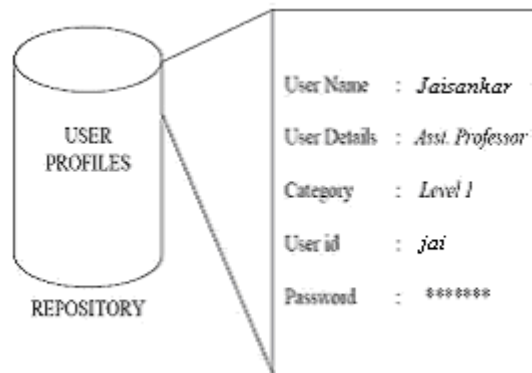 USER
PROFILES
REPOSITORY
User Name : Jaisankar
User Details : Asst. Professor
Category : Level 1
User id : jai
Password : *******